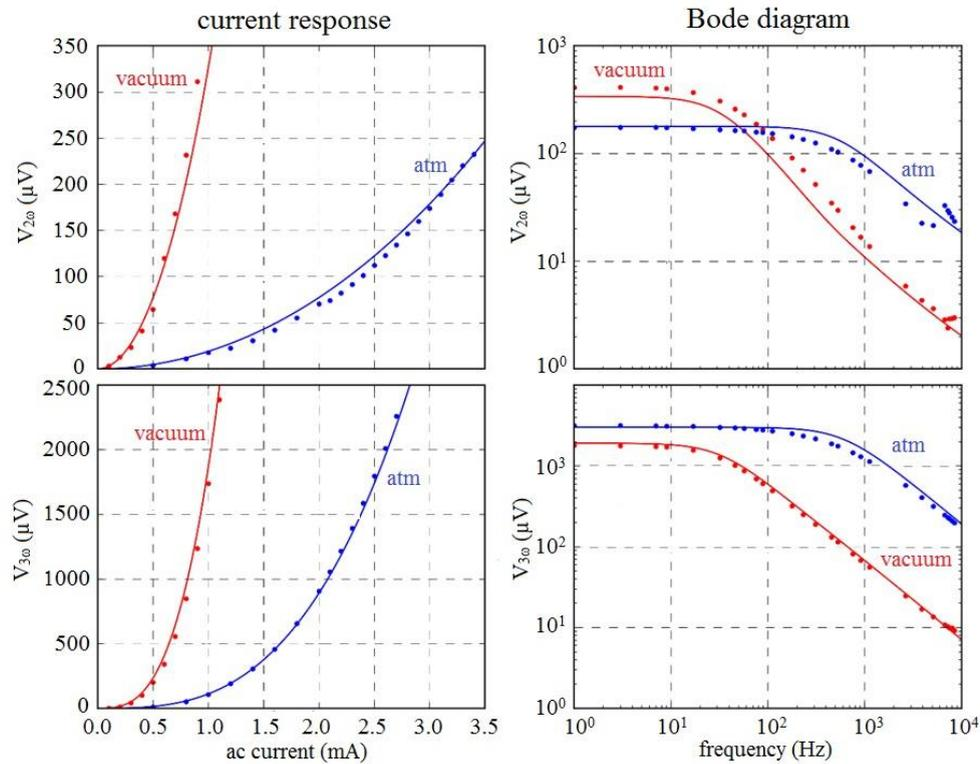 current response
Bode diagram
350
300
250
200
150
100
50
0
V2ω (μV)
vacuum
atm
10³
10²
10¹
10⁰
V2ω (μV)
vacuum
atm
2500
2000
1500
1000
500
0
V3ω (μV)
vacuum
atm
0.0 0.5 1.0 1.5 2.0 2.5 3.0 3.5
ac current (mA)
10³
10²
10¹
10⁰
V3ω (μV)
atm
vacuum
10⁰ 10¹ 10² 10³ 10⁴
frequency (Hz)